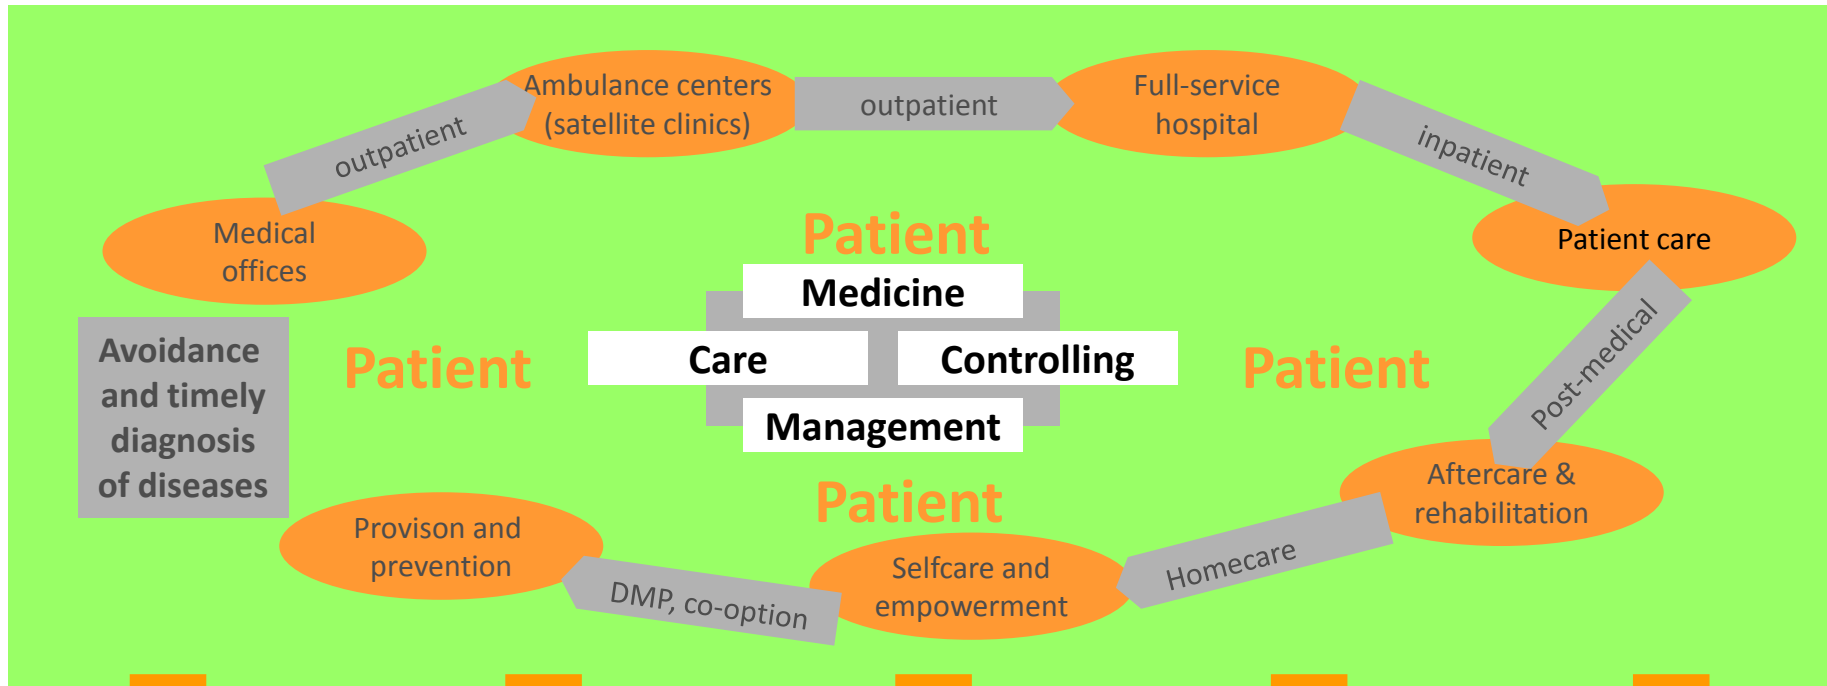 Ambulance centers
(satellite clinics)
outpatient
Full-service
hospital
outpatient
inpatient
Medical
offices
Patient
Patient care
Medicine
Avoidance
and timely
diagnosis
of diseases
Patient
Care
Controlling
Patient
Post-medical
Management
Aftercare &
rehabilitation
Patient
Provison and
prevention
Homecare
Selfcare and
empowerment
DMP, co-option